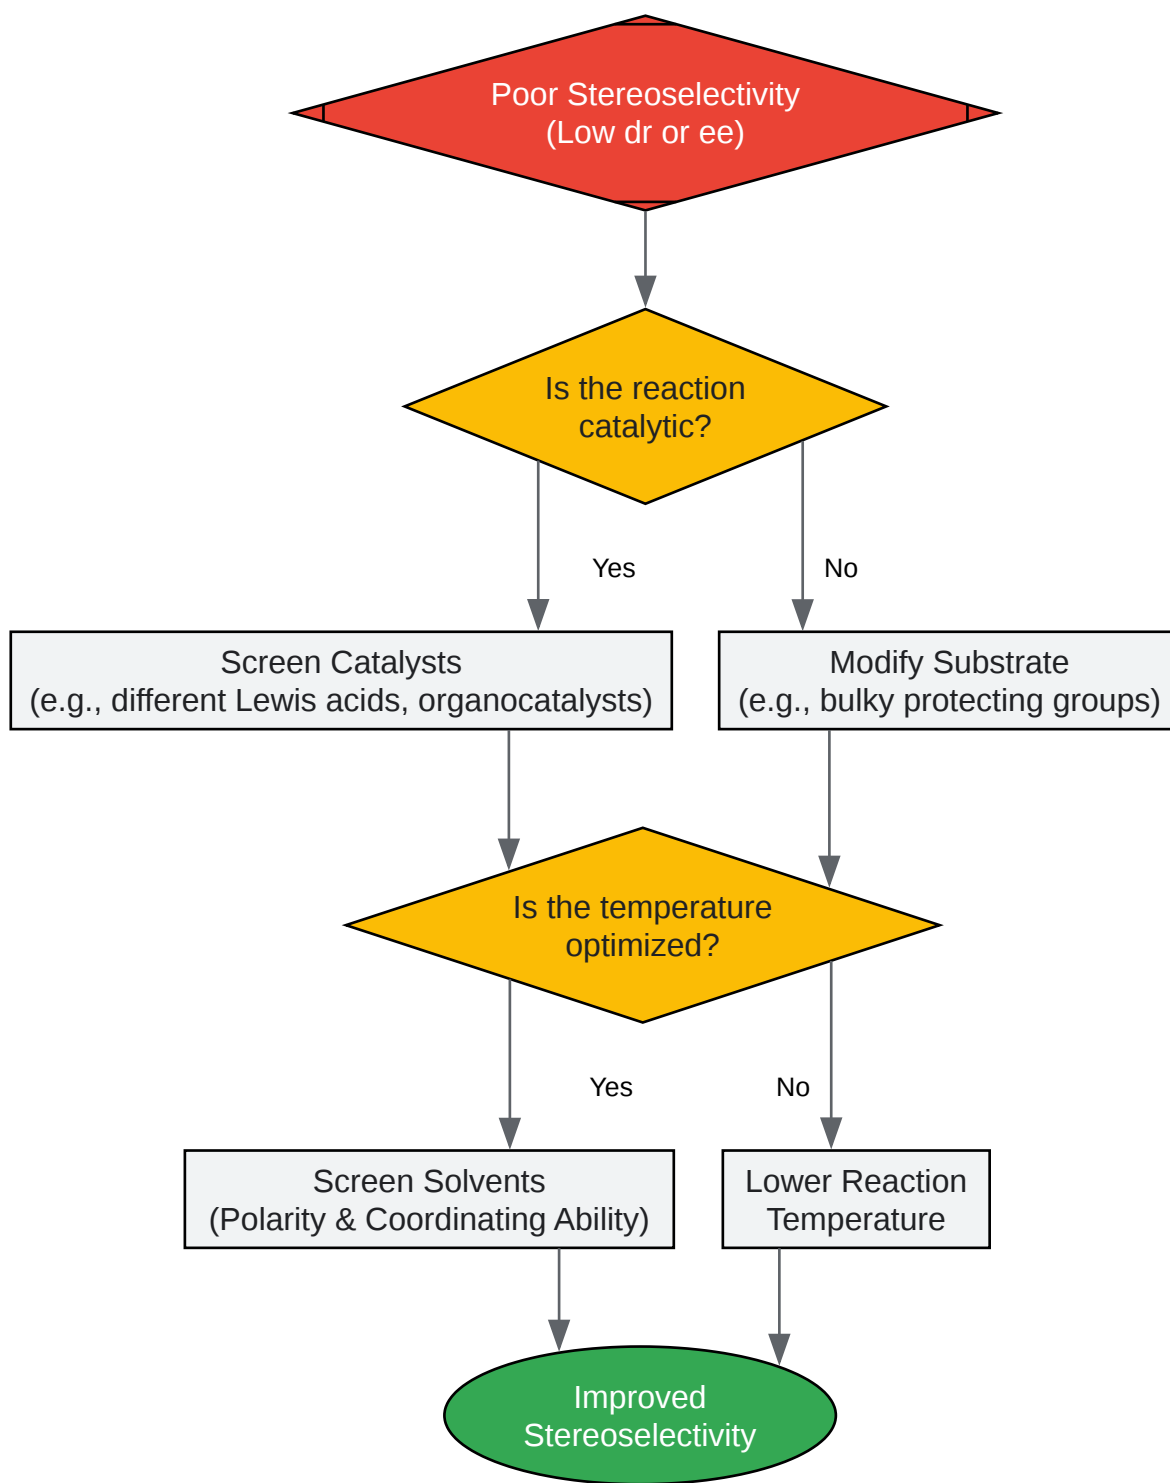 Poor Stereoselectivity
(Low dr or ee)
Is the reaction
catalytic?
Yes
No
Screen Catalysts
(e.g., different Lewis acids, organocatalysts)
Modify Substrate
(e.g., bulky protecting groups)
Is the temperature
optimized?
Yes
No
Screen Solvents
(Polarity & Coordinating Ability)
Lower Reaction
Temperature
Improved
Stereoselectivity